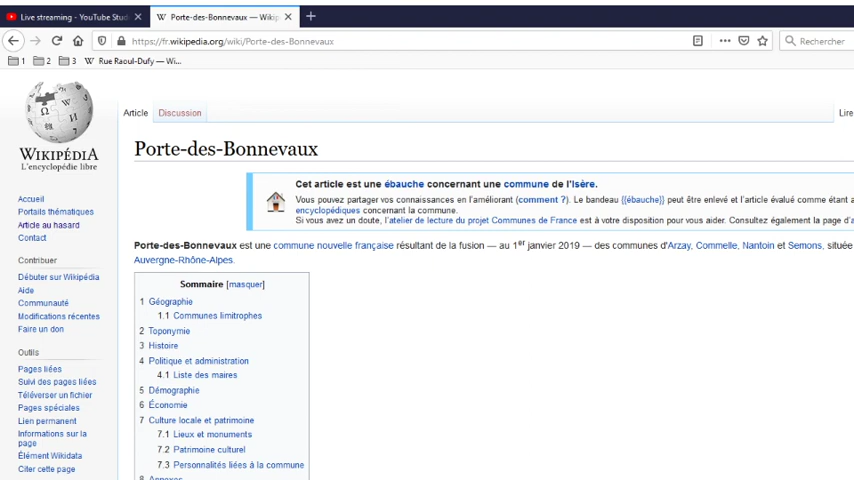 Live streaming - YouTube Stud
Porte-des-Bonnevaux — Wikip
https://fr.wikipedia.org/wiki/Porte-des-Bonnevaux
Rechercher
1
2
3
W Rue Raoul-Dufy — Wi...
WIKIPÉDIA
L'encyclopédie libre
Accueil
Portails thématiques
Article au hasard
Contact
Contribuer
Débuter sur Wikipédia
Aide
Communauté
Modifications récentes
Faire un don
Outils
Pages liées
Suivi des pages liées
Téléverser un fichier
Pages spéciales
Lien permanent
Informations sur la
page
Élément Wikidata
Citer cette page
Article Discussion
Lire
Porte-des-Bonnevaux
Cet article est une ébauche concernant une commune de l'Isère.
Vous pouvez partager vos connaissances en l'améliorant (comment ?). Le bandeau {{ébauche}} peut être enlevé et l'article évalué comme étant a
encyclopédiques concernant la commune.
Si vous avez un doute, l'atelier de lecture du projet Communes de France est à votre disposition pour vous aider. Consultez également la page d'a
Porte-des-Bonnevaux est une commune nouvelle française résultant de la fusion — au 1er janvier 2019 — des communes d'Arzay, Commelle, Nantoin et Semons, située
Auvergne-Rhône-Alpes.
Sommaire [masquer]
1 Géographie
1.1 Communes limitrophes
2 Toponymie
3 Histoire
4 Politique et administration
4.1 Liste des maires
5 Démographie
6 Économie
7 Culture locale et patrimoine
7.1 Lieux et monuments
7.2 Patrimoine culturel
7.3 Personnalités liées à la commune
8 Annexes